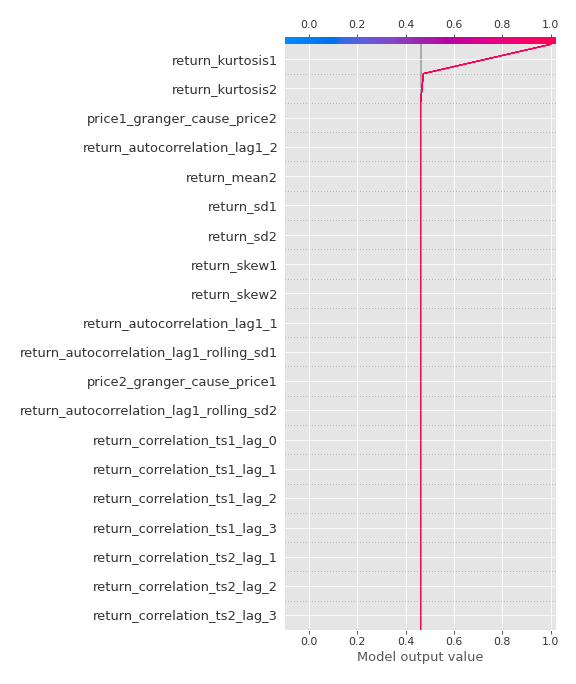 0.0 0.2 0.4 0.6 0.8 1.0
return_kurtosis1
return_kurtosis2
price1_granger_cause_price2
return_autocorrelation_lag1_2
return_mean2
return_sd1
return_sd2
return_skew1
return_skew2
return_autocorrelation_lag1_1
return_autocorrelation_lag1_rolling_sd1
price2_granger_cause_price1
return_autocorrelation_lag1_rolling_sd2
return_correlation_ts1_lag_0
return_correlation_ts1_lag_1
return_correlation_ts1_lag_2
return_correlation_ts1_lag_3
return_correlation_ts2_lag_1
return_correlation_ts2_lag_2
return_correlation_ts2_lag_3
0.0 0.2 0.4 0.6 0.8 1.0
Model output value